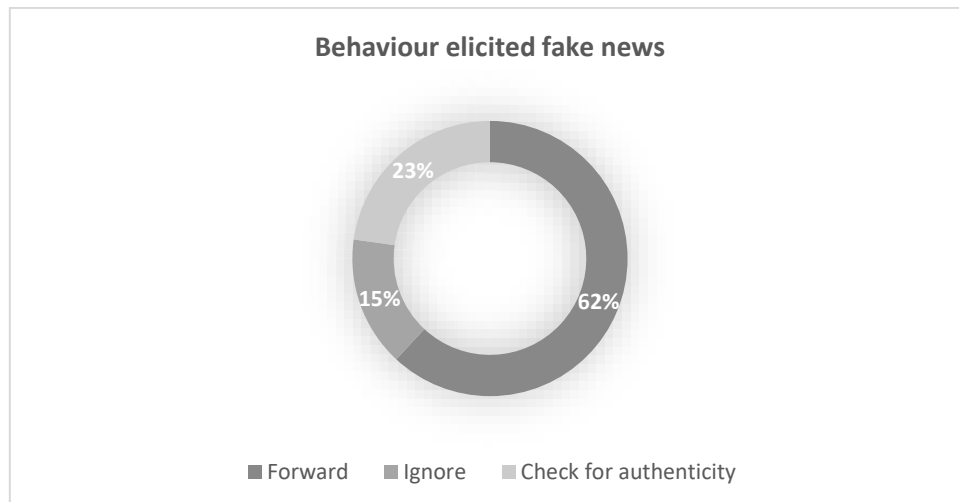 Behaviour elicited fake news
23%
15%
62%
Forward
Ignore
Check for authenticity